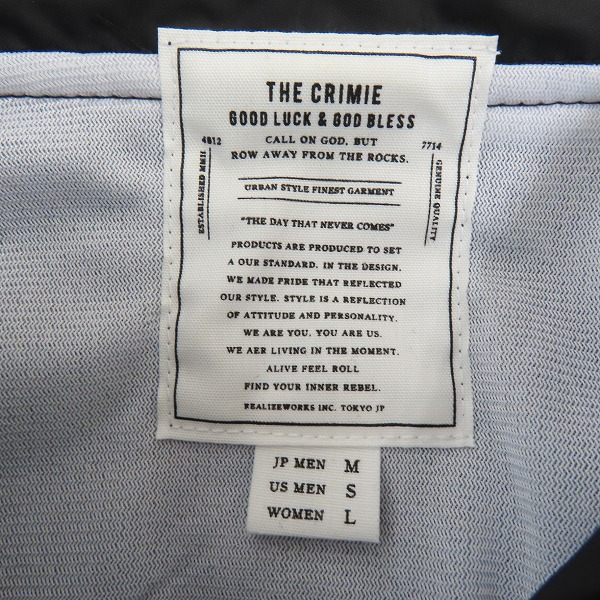 THE CRIMIE
GOOD LUCK & GOD BLESS
4812
CALL ON GOD, BUT
7714
ROW AWAY FROM THE ROCKS.
ESTABLISHED MMII
GENUINE QUALITY
URBAN STYLE FINEST GARMENT
"THE DAY THAT NEVER COMES"
PRODUCTS ARE PRODUCED TO SET
A OUR STANDARD. IN THE DESIGN,
WE MADE PRIDE THAT REFLECTED
OUR STYLE. STYLE IS A REFLECTION
OF ATTITUDE AND PERSONALITY.
WE ARE YOU. YOU ARE US.
WE AER LIVING IN THE MOMENT.
ALIVE FEEL ROLL
FIND YOUR INNER REBEL.
REALIZEWORKS INC. TOKYO JP
JP MEN M
US MEN S
WOMEN L